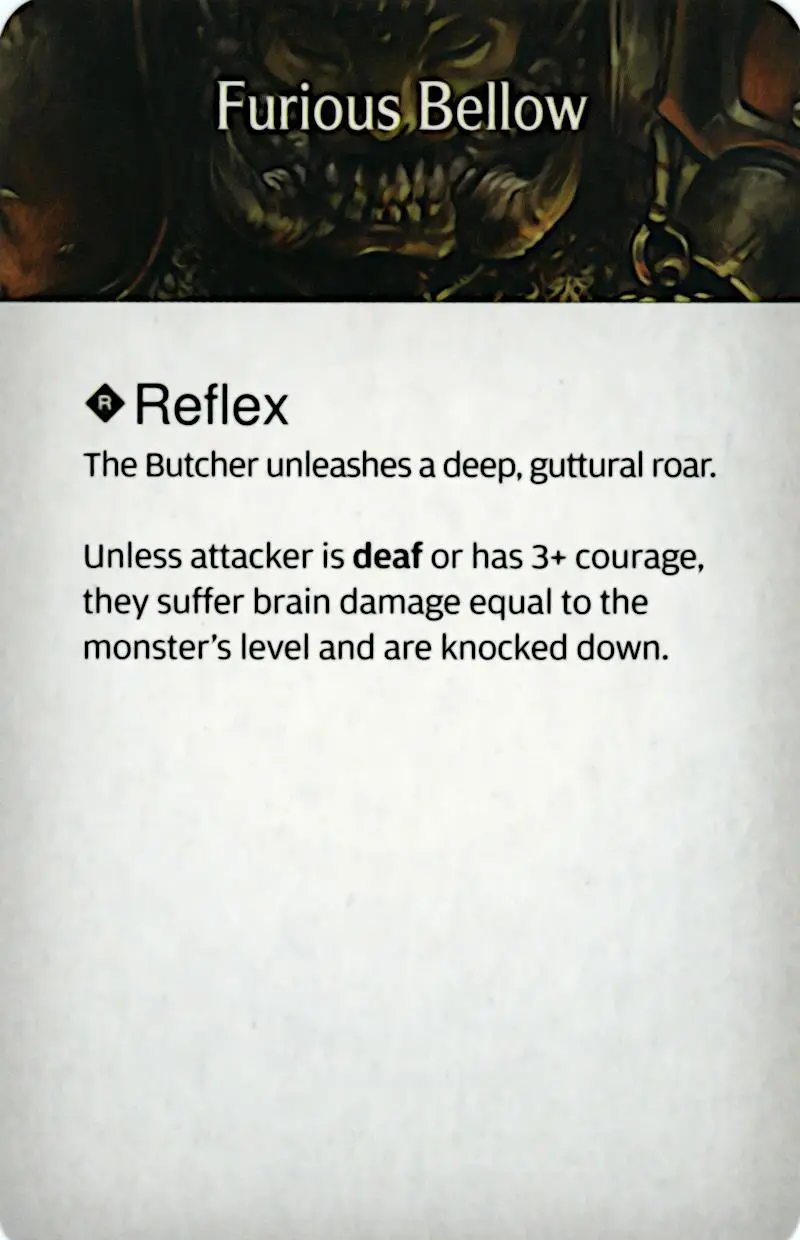 Furious Bellow
R Reflex
The Butcher unleashes a deep, guttural roar.
Unless attacker is deaf or has 3+ courage,
they suffer brain damage equal to the
monster's level and are knocked down.